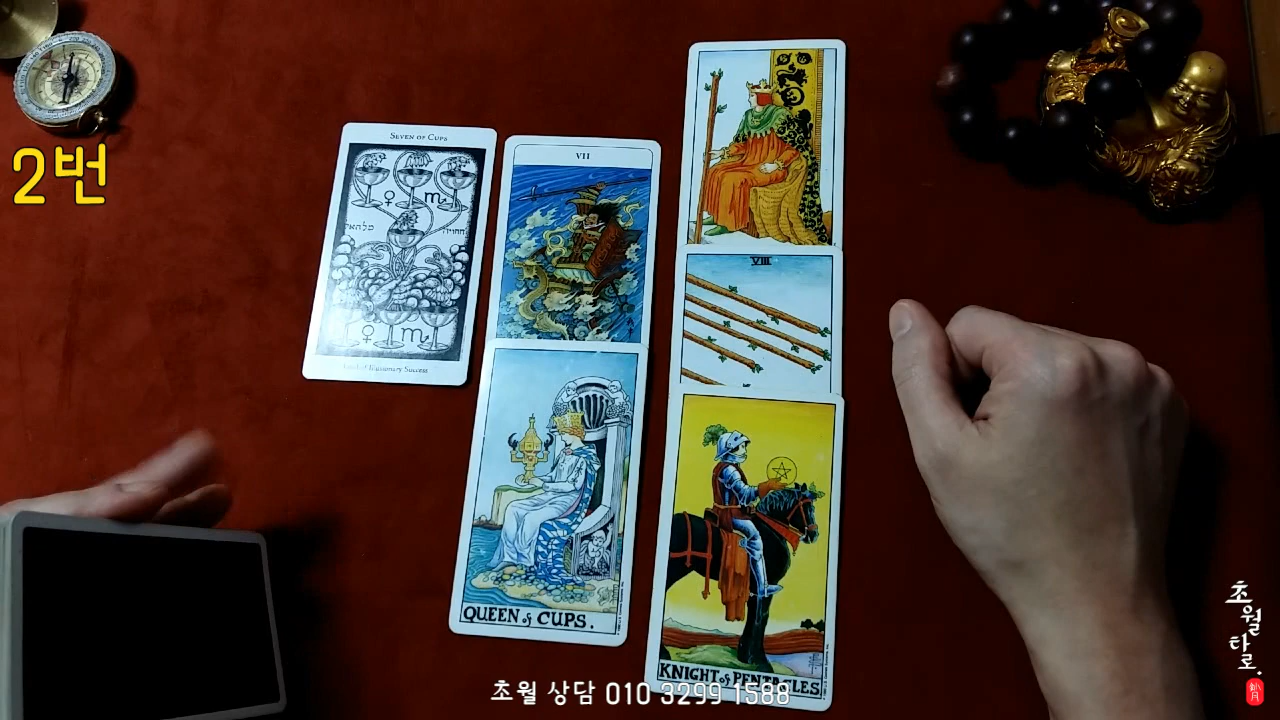 2번
SEVEN OF CUPS
VII
VIII
QUEEN of CUPS.
KNIGHT of PENTACLES
초월 상담 010 3299 1588
초월
타로.